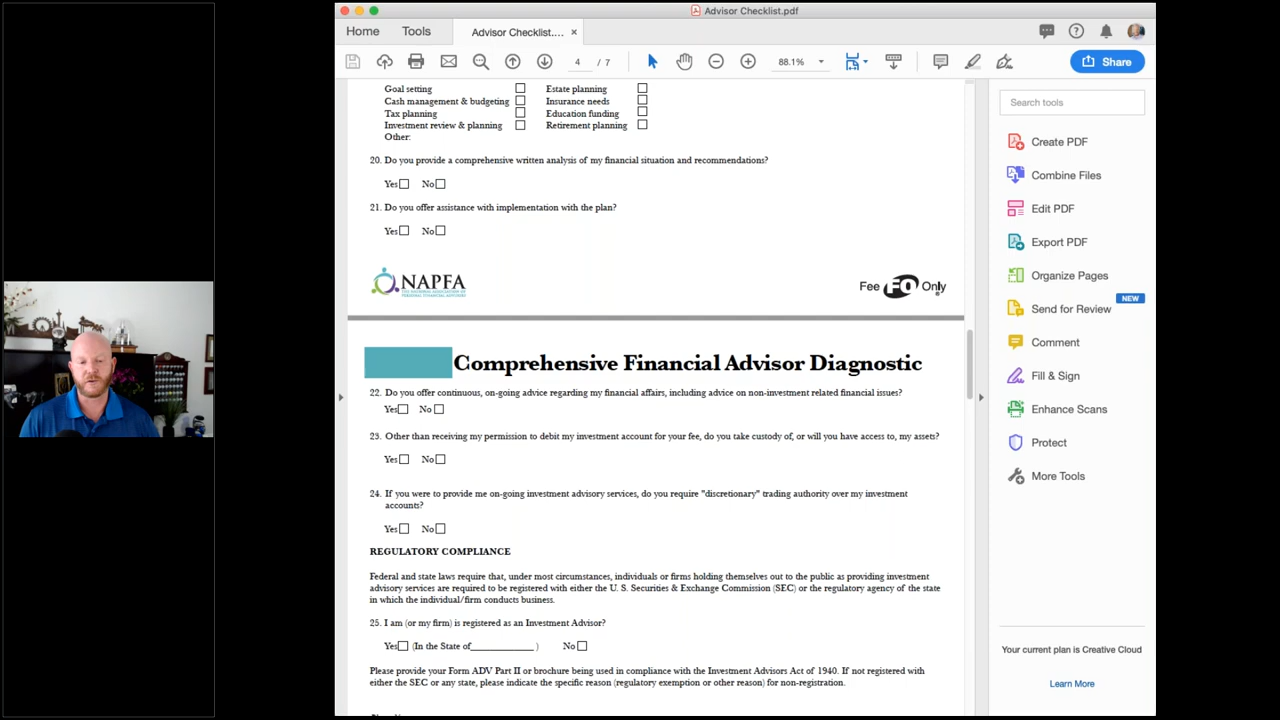 Advisor Checklist.pdf
Home
Tools
Advisor Checklist....
×
4 / 7
88.1%
Share
Goal setting
Estate planning
Cash management & budgeting
Insurance needs
Tax planning
Education funding
Investment review & planning
Retirement planning
Other:
20. Do you provide a comprehensive written analysis of my financial situation and recommendations?
Yes No
21. Do you offer assistance with implementation with the plan?
Yes No
NAPFA
THE NATIONAL ASSOCIATION OF
PERSONAL FINANCIAL ADVISORS
Fee FO Only
Comprehensive Financial Advisor Diagnostic
22. Do you offer continuous, on-going advice regarding my financial affairs, including advice on non-investment related financial issues?
Yes No
23. Other than receiving my permission to debit my investment account for your fee, do you take custody of, or will you have access to, my assets?
Yes No
24. If you were to provide me on-going investment advisory services, do you require "discretionary" trading authority over my investment
accounts?
Yes No
REGULATORY COMPLIANCE
Federal and state laws require that, under most circumstances, individuals or firms holding themselves out to the public as providing investment
advisory services are required to be registered with either the U. S. Securities & Exchange Commission (SEC) or the regulatory agency of the state
in which the individual/firm conducts business.
25. I am (or my firm) is registered as an Investment Advisor?
Yes (In the State of_____________ ) No
Please provide your Form ADV Part II or brochure being used in compliance with the Investment Advisors Act of 1940. If not registered with
either the SEC or any state, please indicate the specific reason (regulatory exemption or other reason) for non-registration.
Search tools
Create PDF
Combine Files
Edit PDF
Export PDF
Organize Pages
NEW
Send for Review
Comment
Fill & Sign
Enhance Scans
Protect
More Tools
Your current plan is Creative Cloud
Learn More